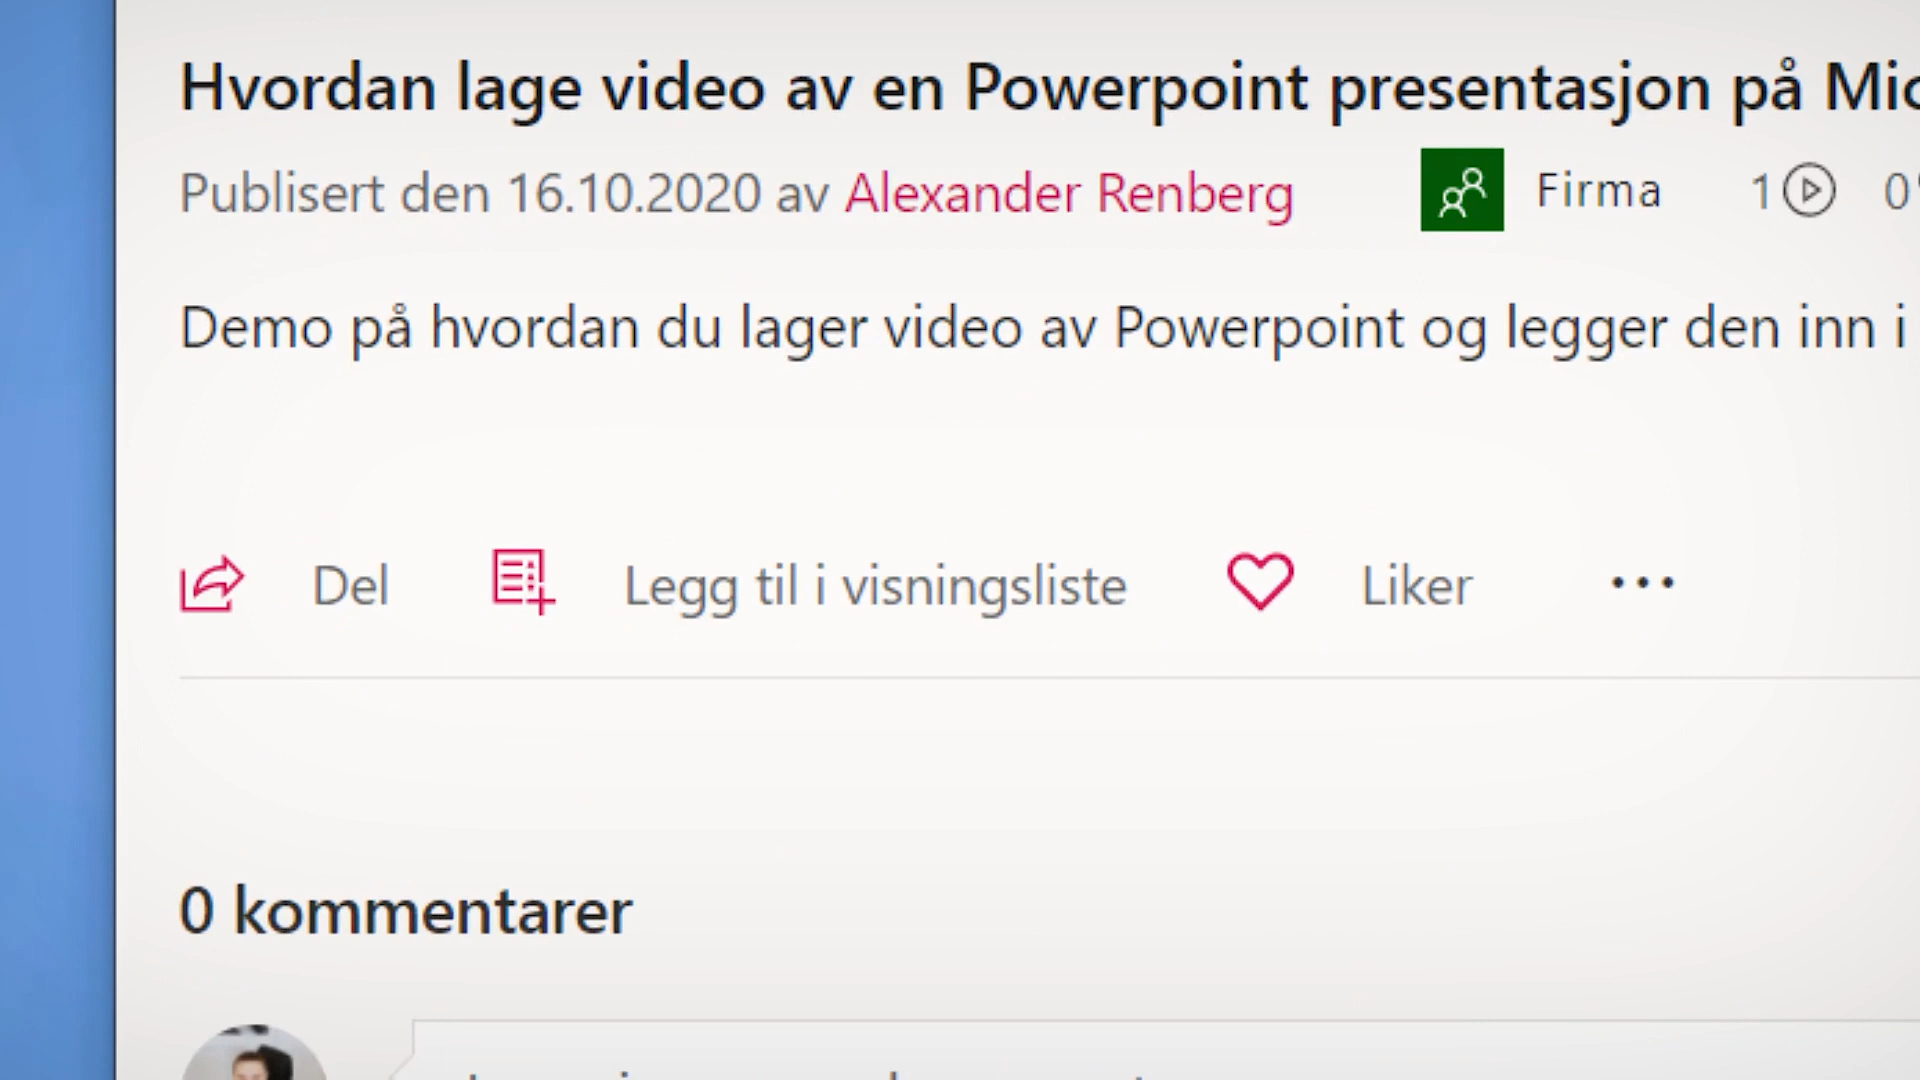 Hvordan lage video av en Powerpoint presentasjon på
Publisert den 16.10.2020 av Alexander Renberg Firma 1 0
Demo på hvordan du lager video av Powerpoint og legger den inn i
Del Legg til i visningsliste Liker ...
0 kommentarer